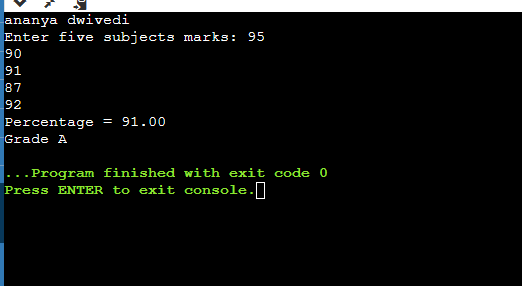 ananya dwivedi
Enter five subjects marks: 95
90
91
87
92
Percentage = 91.00
Grade A
...Program finished with exit code 0
Press ENTER to exit console.